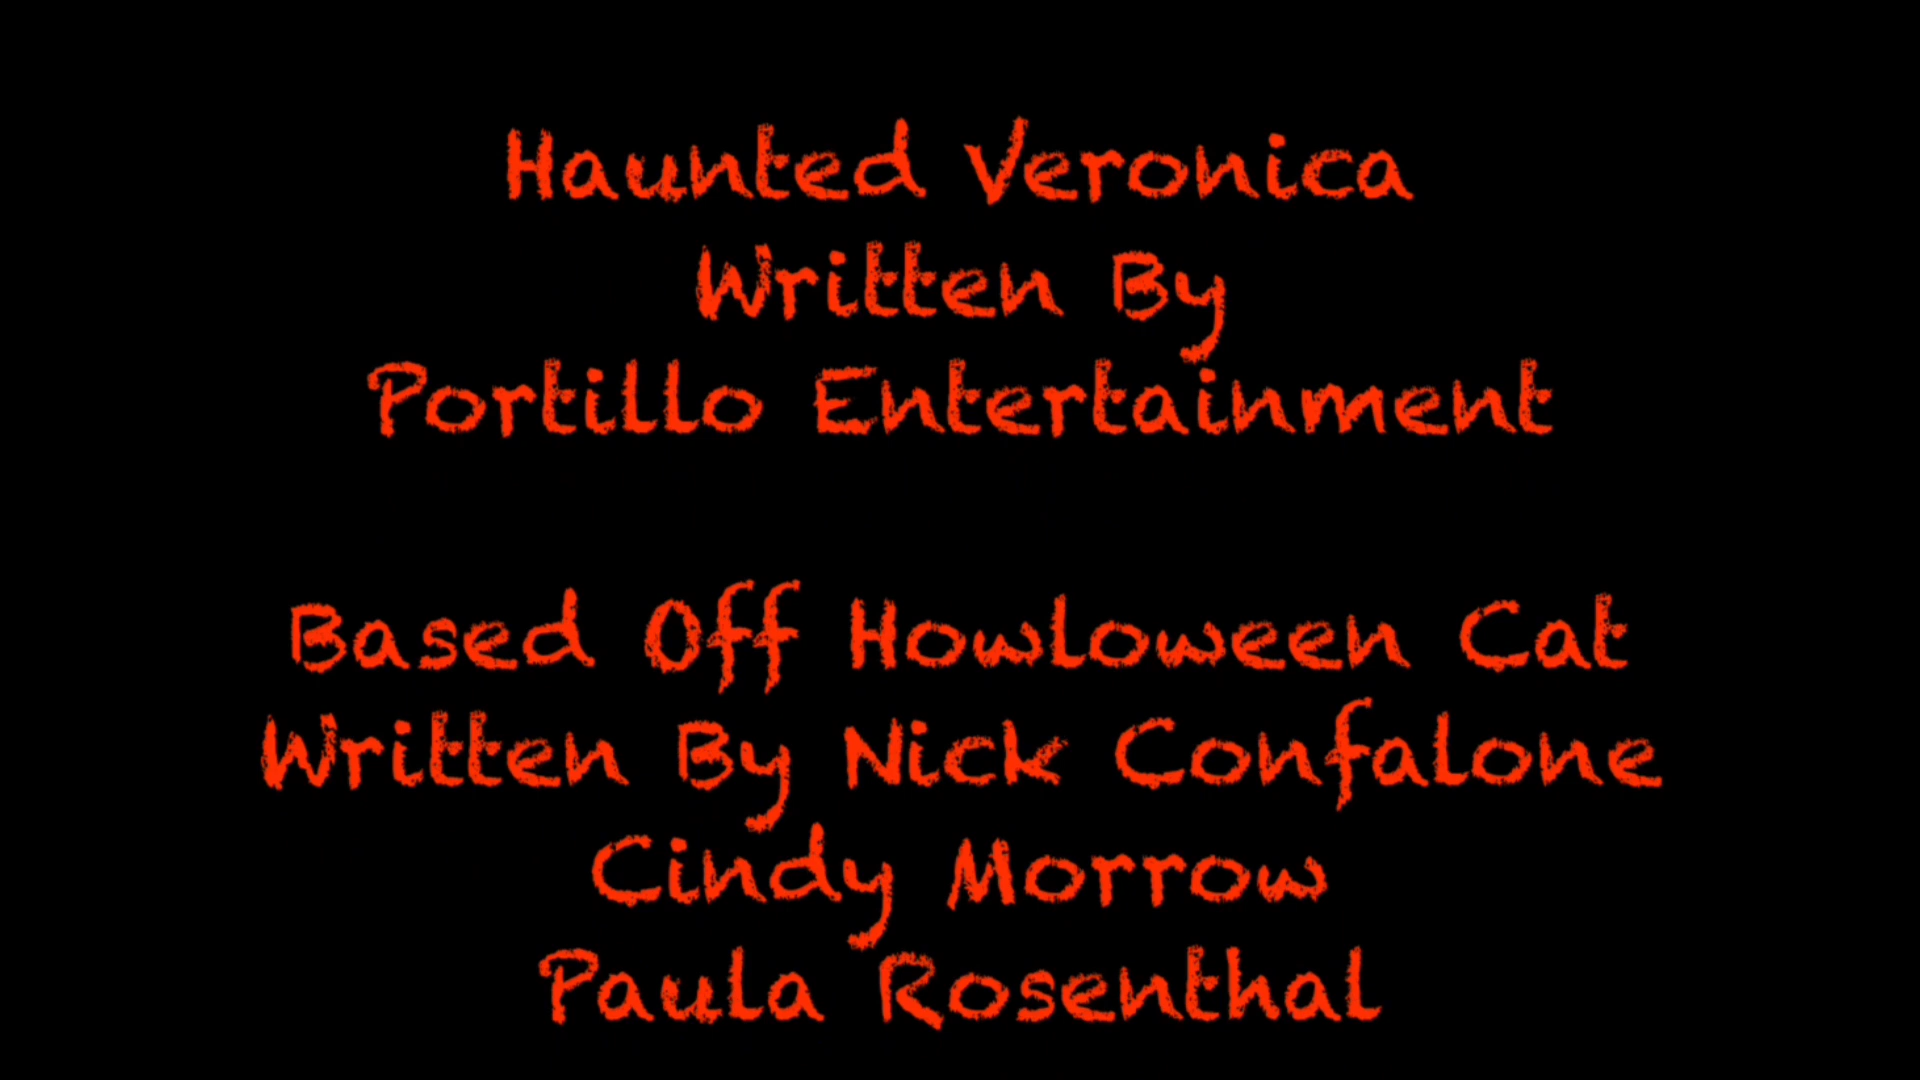 Haunted Veronica
Written By
Portillo Entertainment
Based Off Howloween Cat
Written By Nick Confalone
Cindy Morrow
Paula Rosenthal